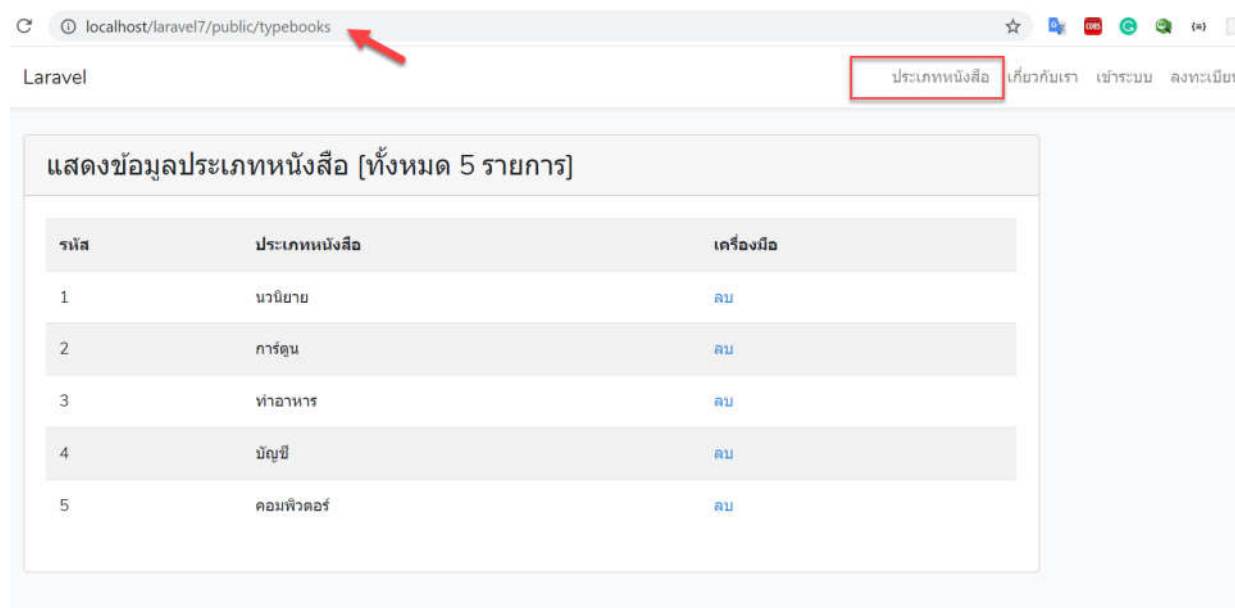 localhost/laravel7/public/typebooks
Laravel ประเภทหนังสือ เกี่ยวกับเรา เข้าระบบ
แสดงข้อมูลประเภทหนังสือ [ทั้งหมด 5 รายการ]
รหัส ประเภทหนังสือ เครื่องมือ
1 นวนิยาย ลบ
2 การ์ตูน ลบ
3 ทำอาหาร ลบ
4 บัญชี ลบ
5 คอมพิวตอร์ ลบ